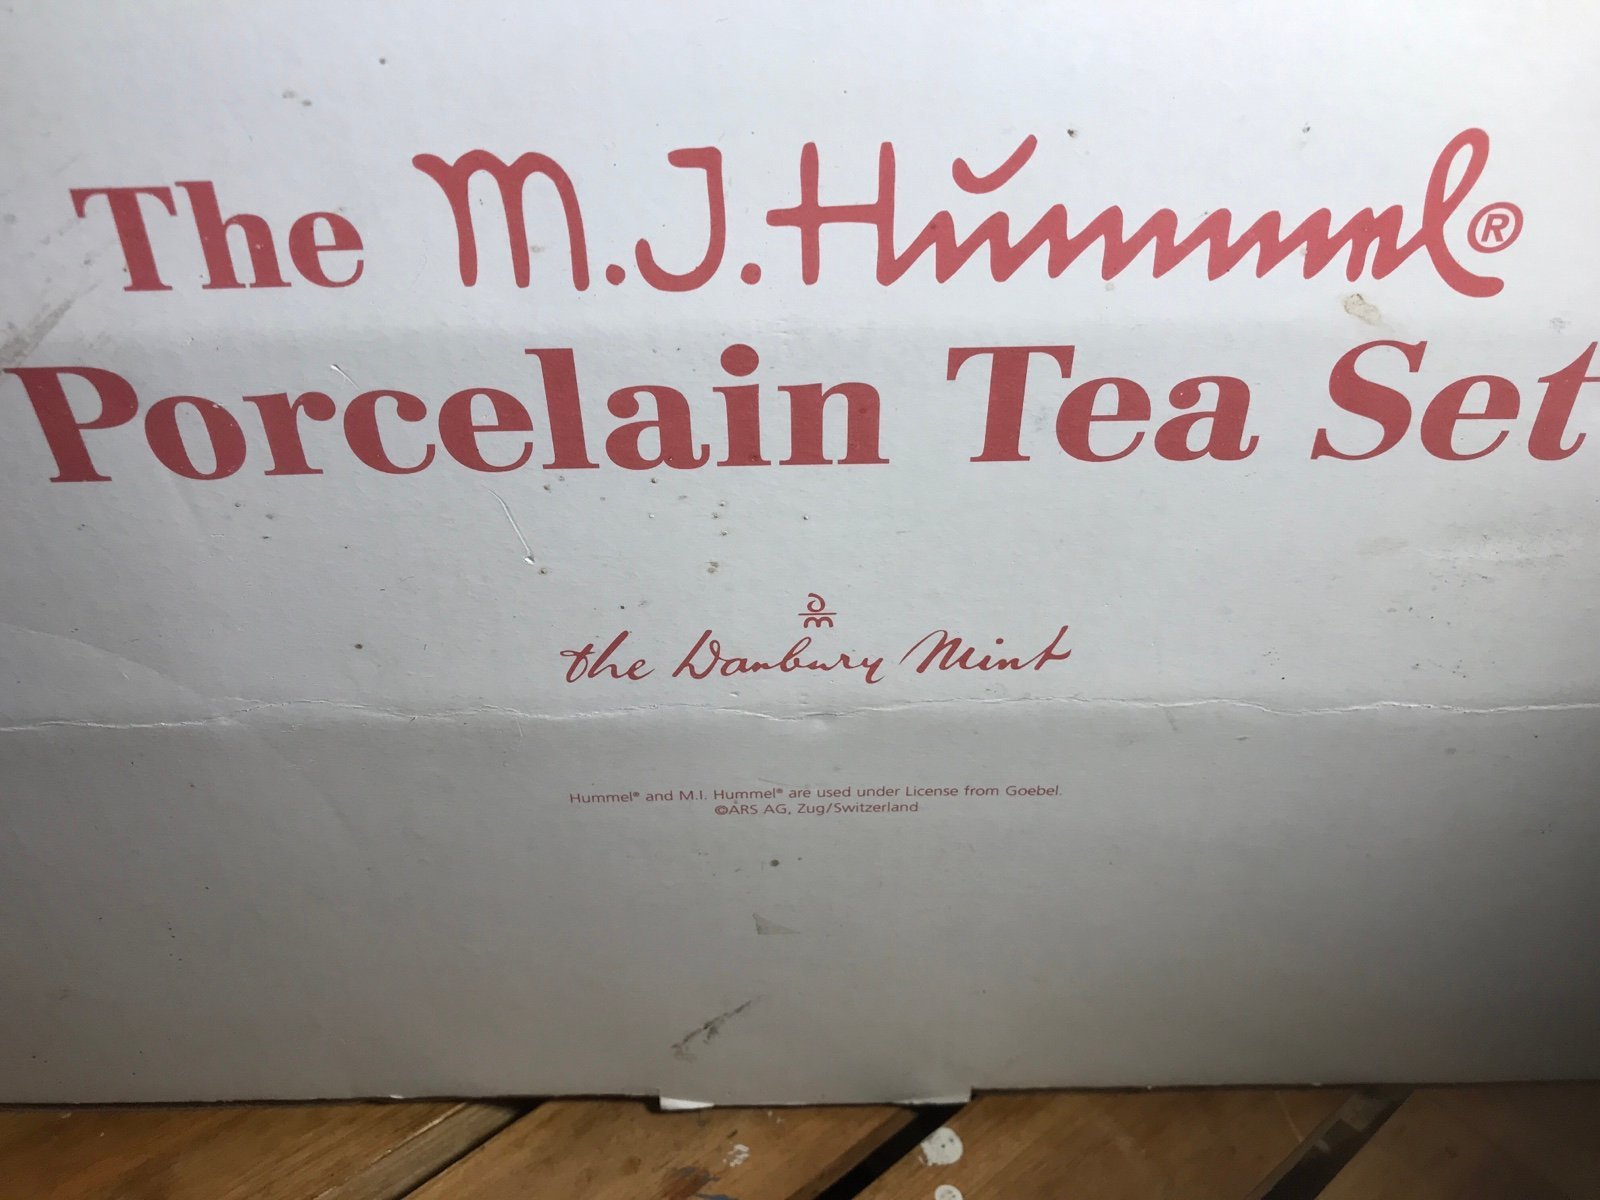 The M.J. Hummel®
Porcelain Tea Set
dm
the Danbury Mint
Hummel® and M.I. Hummel® are used under License from Goebel.
©ARS AG, Zug/Switzerland